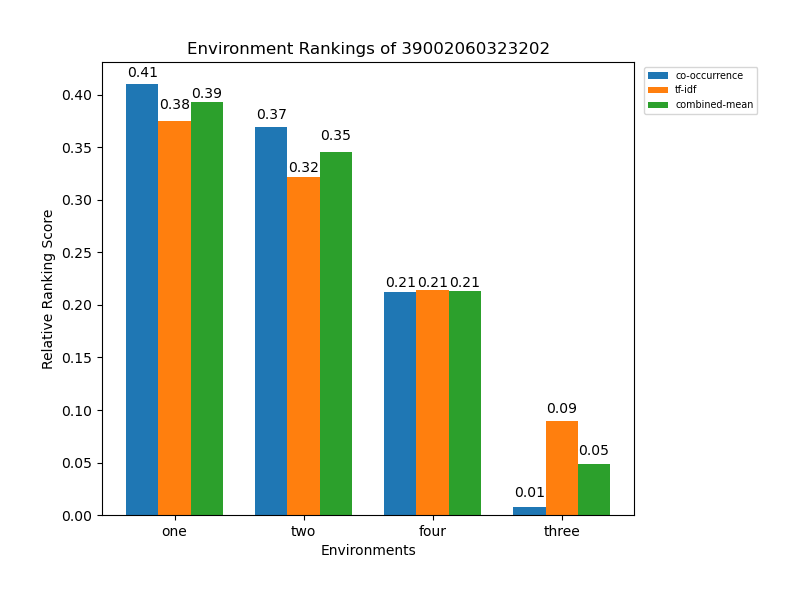 Environment Rankings of 39002060323202
0.41
0.38
0.39
0.37
0.32
0.35
0.21
0.21
0.21
0.01
0.09
0.05
co-occurrence
tf-idf
combined-mean
Relative Ranking Score
0.40
0.35
0.30
0.25
0.20
0.15
0.10
0.05
0.00
one
two
four
three
Environments